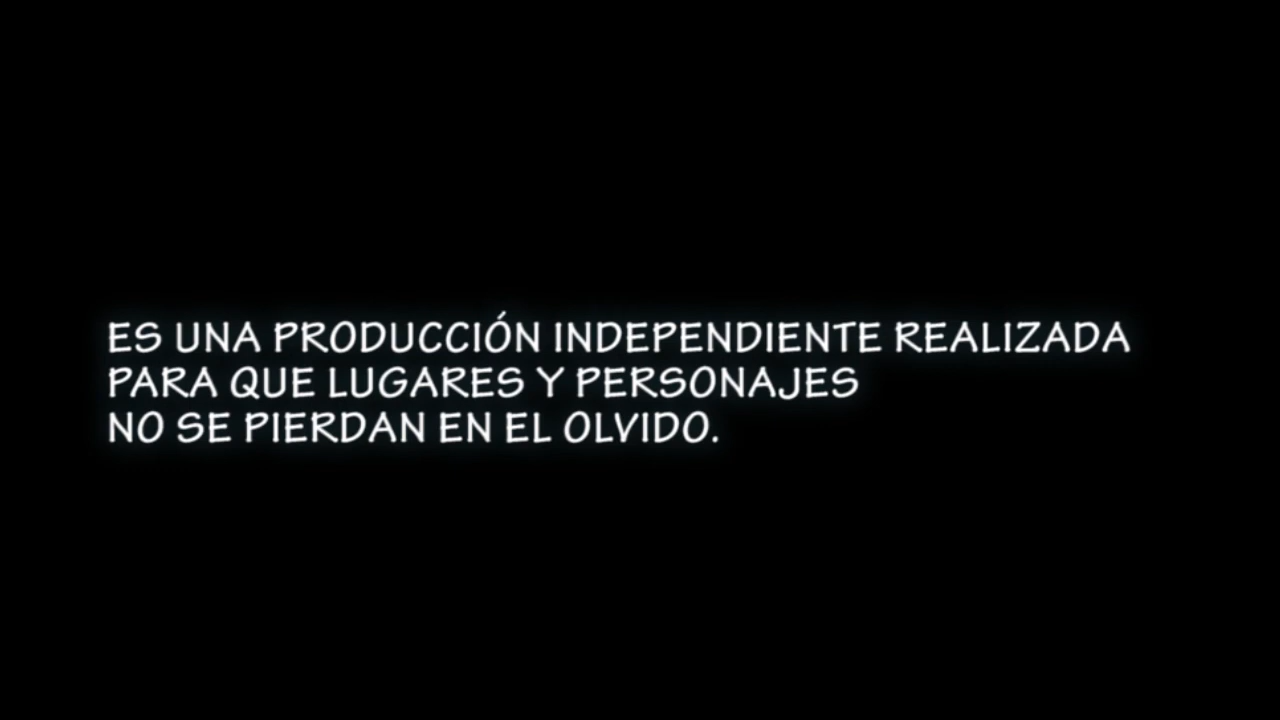 ES UNA PRODUCCIÓN INDEPENDIENTE REALIZADA
PARA QUE LUGARES Y PERSONAJES
NO SE PIERDAN EN EL OLVIDO.